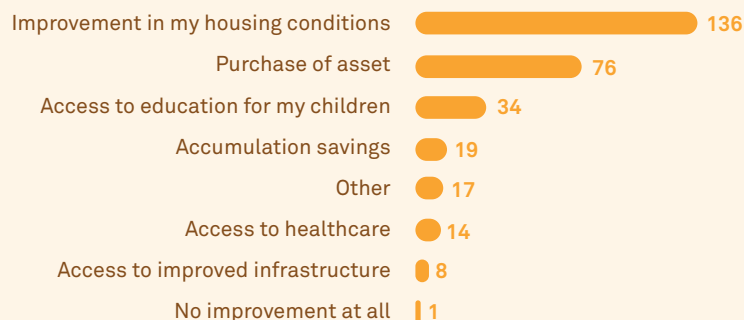 Improvement in my housing conditions 136
Purchase of asset 76
Access to education for my children 34
Accumulation savings 19
Other 17
Access to healthcare 14
Access to improved infrastructure 8
No improvement at all 1